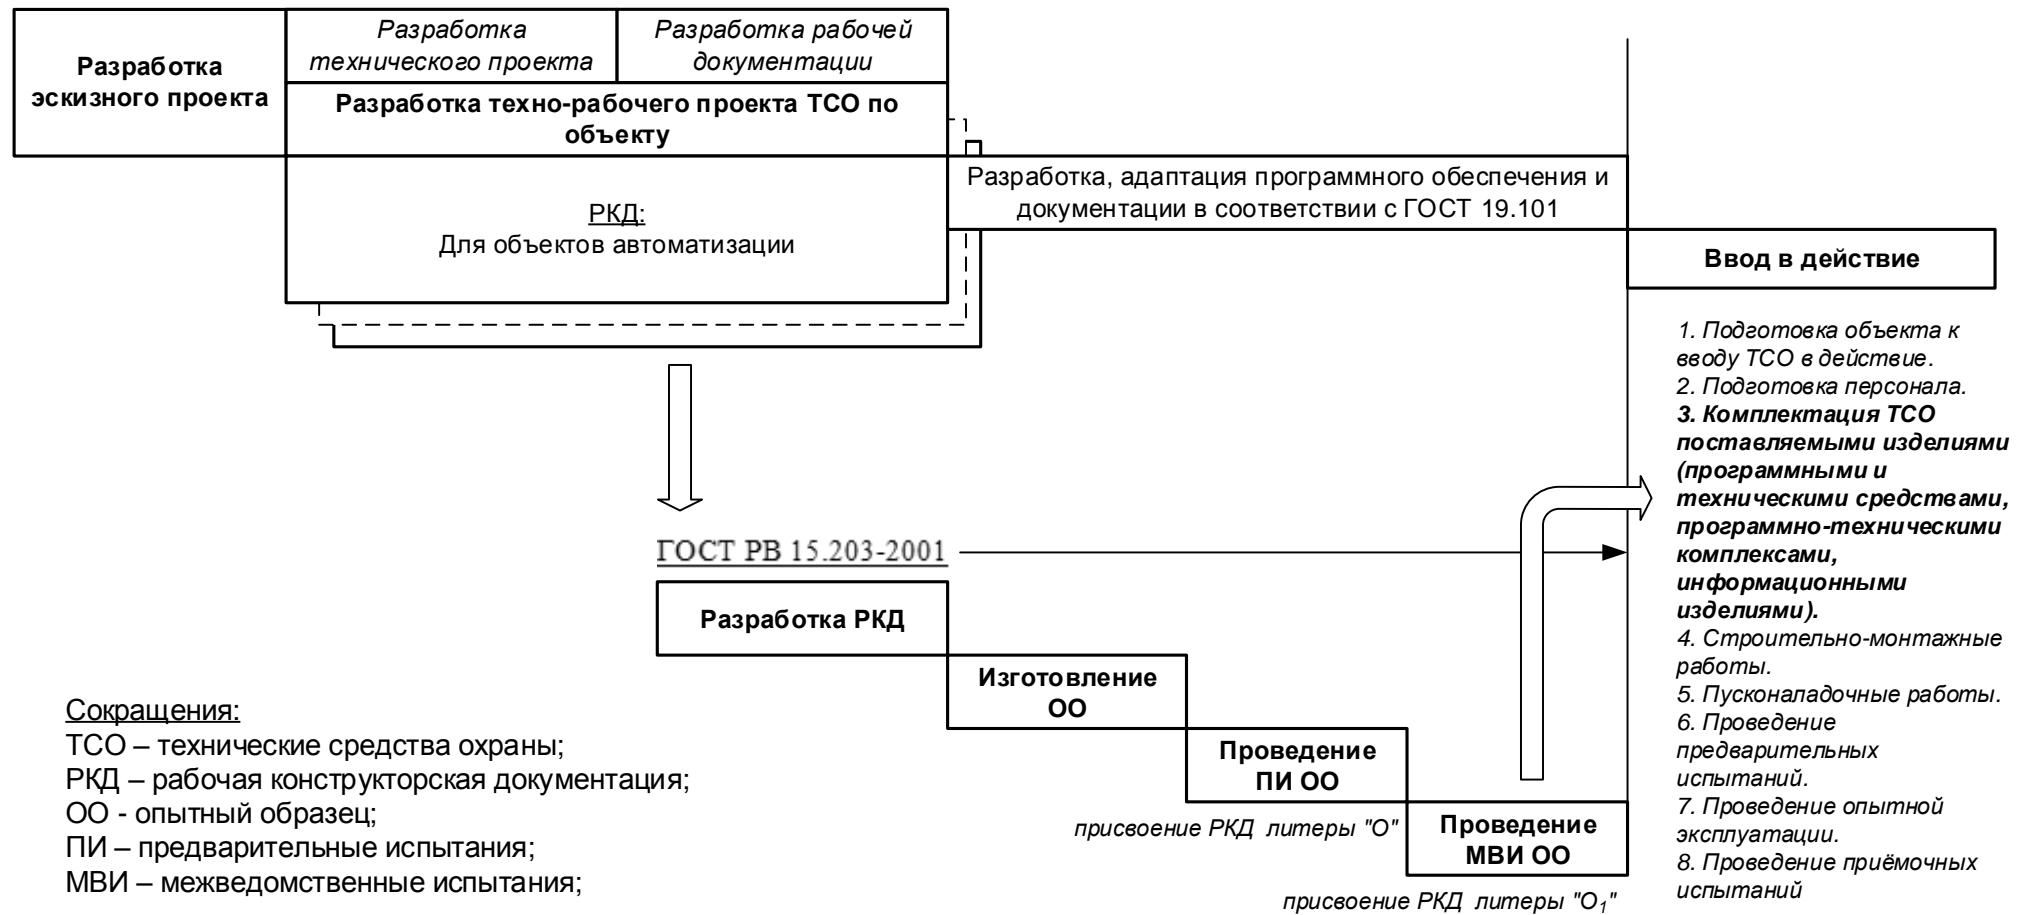 Разработка
эскизного проекта
Разработка
технического проекта
Разработка рабочей
документации
Разработка техно-рабочего проекта ТСО по
объекту
РКД:
Для объектов автоматизации
Разработка, адаптация программного обеспечения и
документации в соответствии с ГОСТ 19.101
Ввод в действие
1. Подготовка объекта к
вводу ТСО в действие.
2. Подготовка персонала.
3. Комплектация ТСО
поставляемыми изделиями
(программными и
техническими средствами,
программно-техническими
комплексами,
информационными
изделиями).
4. Строительно-монтажные
работы.
5. Пусконаладочные работы.
6. Проведение
предварительных
испытаний.
7. Проведение опытной
эксплуатации.
8. Проведение приёмочных
испытаний
ГОСТ РВ 15.203-2001
Разработка РКД
Изготовление
ОО
Проведение
ПИ ОО
присвоение РКД литеры "О"
Проведение
МВИ ОО
присвоение РКД литеры "О₁"
Сокращения:
ТСО – технические средства охраны;
РКД – рабочая конструкторская документация;
ОО - опытный образец;
ПИ – предварительные испытания;
МВИ – межведомственные испытания;